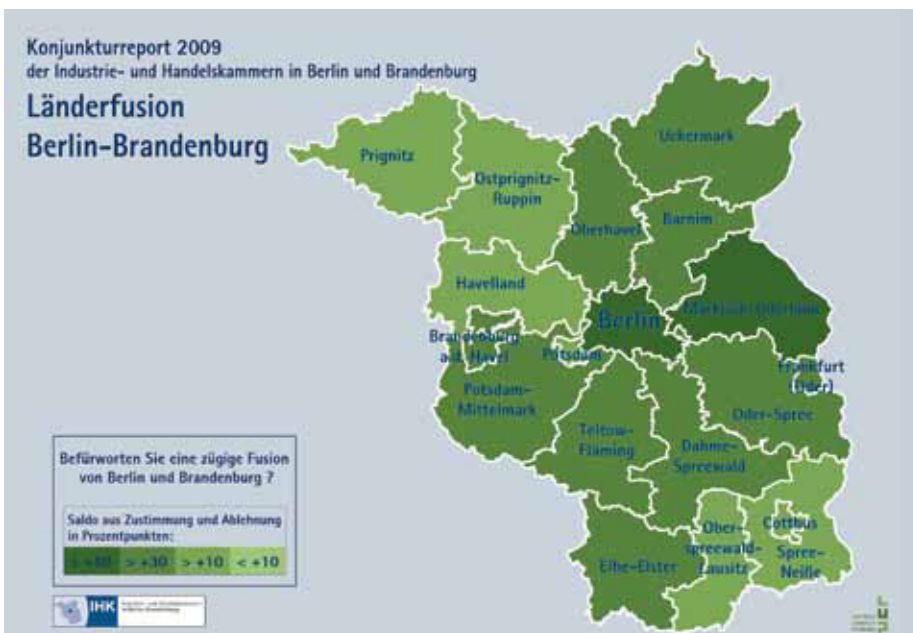 Konjunkturreport 2009
der Industrie- und Handelskammern in Berlin und Brandenburg
Länderfusion
Berlin-Brandenburg
Uckermark
Prignitz
Ostprignitz-
Ruppin
Oberhavel
Barnim
Havelland
Berlin
Märkisch-Oderland
Brandenburg
a.d. Havel
Potsdam
Frankfurt
(Oder)
Potsdam-
Mittelmark
Oder-Spree
Teltow-
Fläming
Dahme-
Spreewald
Befürworten Sie eine zügige Fusion
von Berlin und Brandenburg ?
Saldo aus Zustimmung und Ablehnung
in Prozentpunkten:
> +30 > +10 < +10
Ober-
spreewald-
Lausitz
Cottbus
Spree-
Neiße
Elbe-Elster
IHK